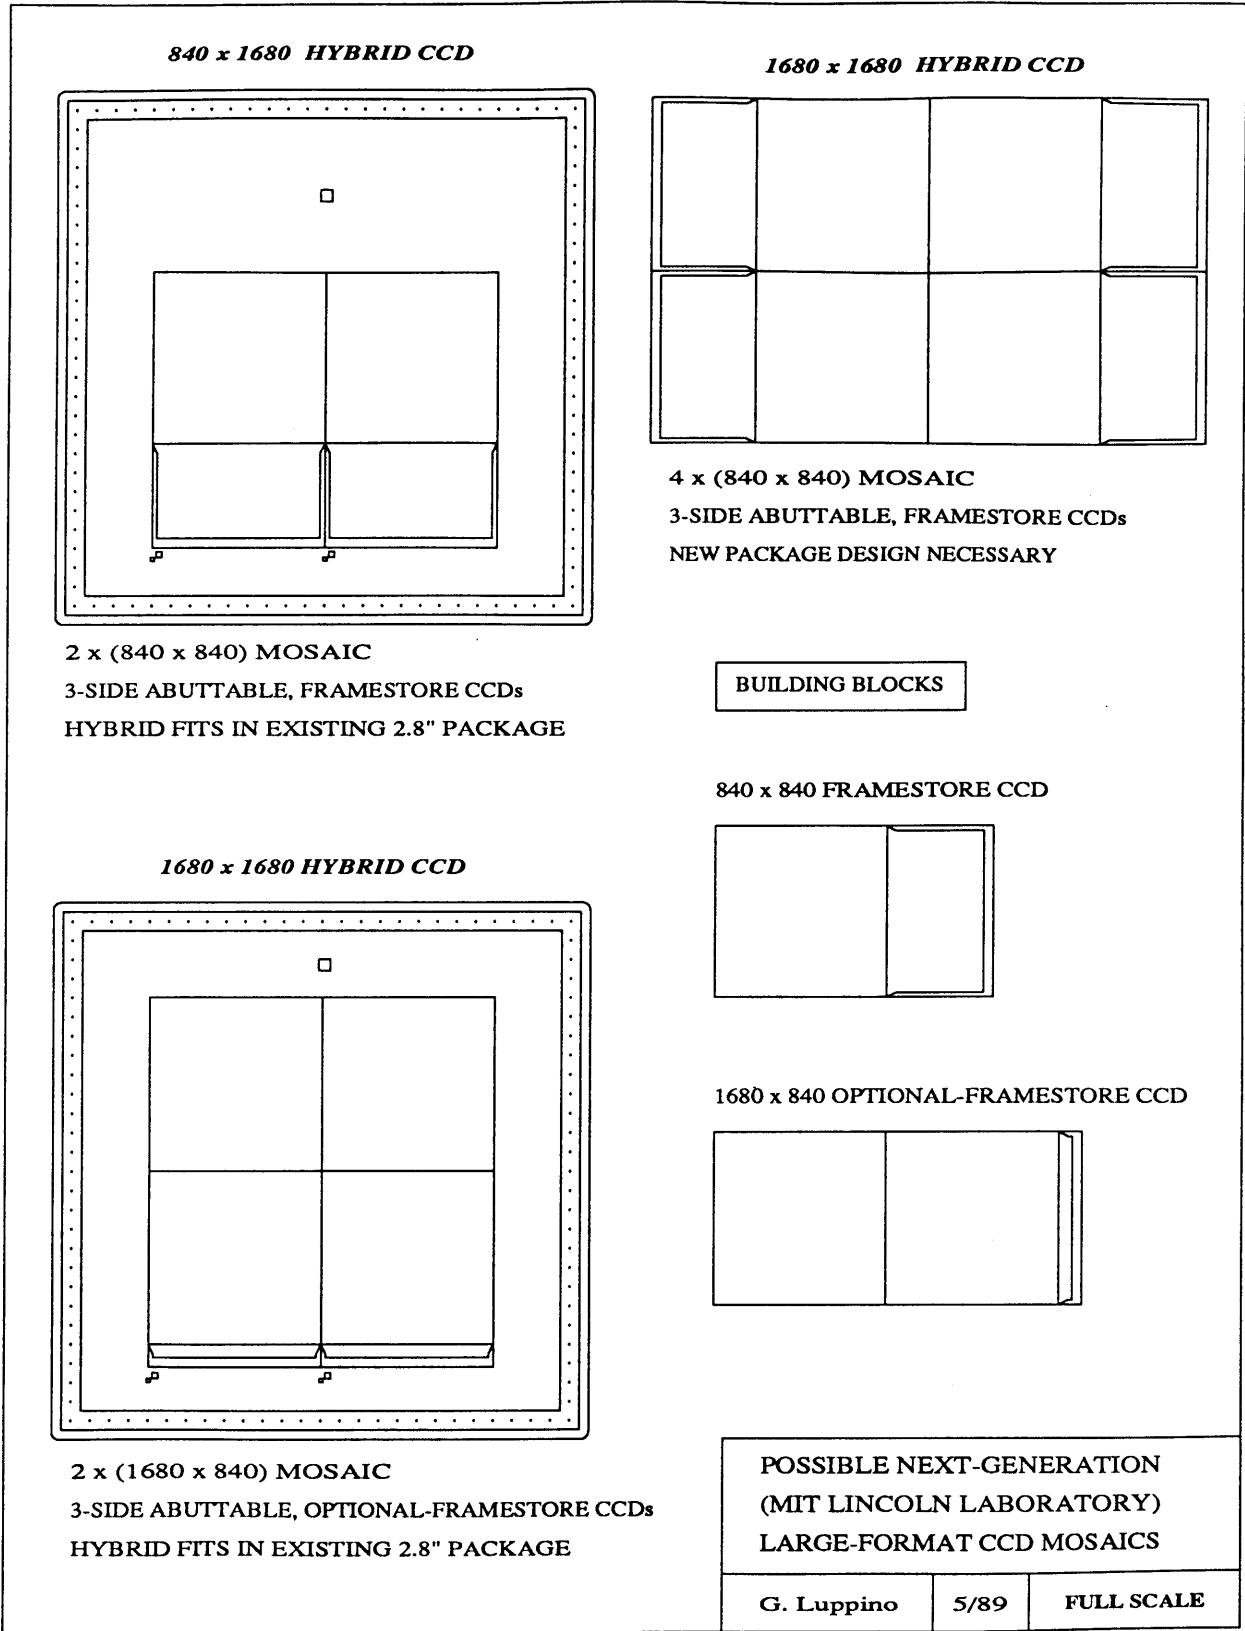 840 x 1680 HYBRID CCD
2 x (840 x 840) MOSAIC
3-SIDE ABUTTABLE, FRAMESTORE CCDs
HYBRID FITS IN EXISTING 2.8" PACKAGE
1680 x 1680 HYBRID CCD
4 x (840 x 840) MOSAIC
3-SIDE ABUTTABLE, FRAMESTORE CCDs
NEW PACKAGE DESIGN NECESSARY
BUILDING BLOCKS
840 x 840 FRAMESTORE CCD
1680 x 840 OPTIONAL-FRAMESTORE CCD
1680 x 1680 HYBRID CCD
2 x (1680 x 840) MOSAIC
3-SIDE ABUTTABLE, OPTIONAL-FRAMESTORE CCDs
HYBRID FITS IN EXISTING 2.8" PACKAGE
POSSIBLE NEXT-GENERATION
(MIT LINCOLN LABORATORY)
LARGE-FORMAT CCD MOSAICS
G. Luppino 5/89 FULL SCALE